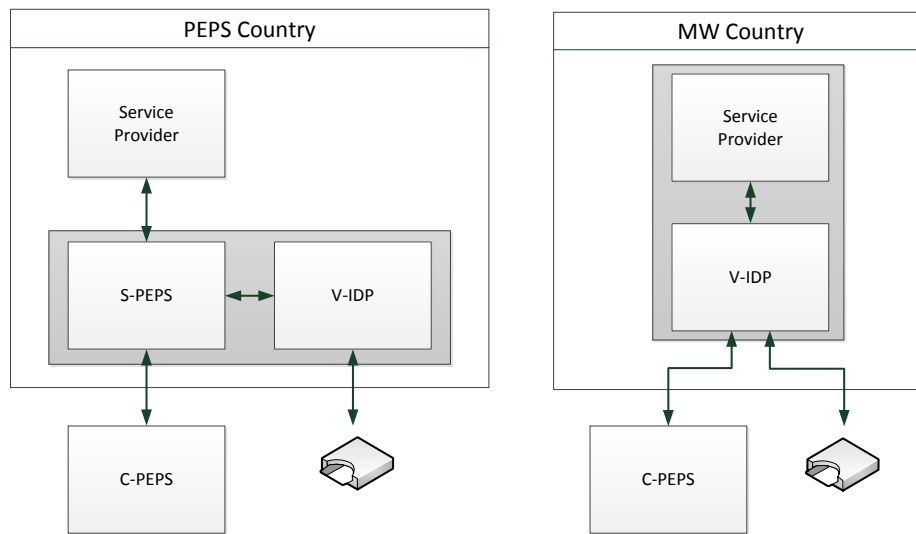 PEPS Country
Service
Provider
S-PEPS
V-IDP
C-PEPS
MW Country
Service
Provider
V-IDP
C-PEPS